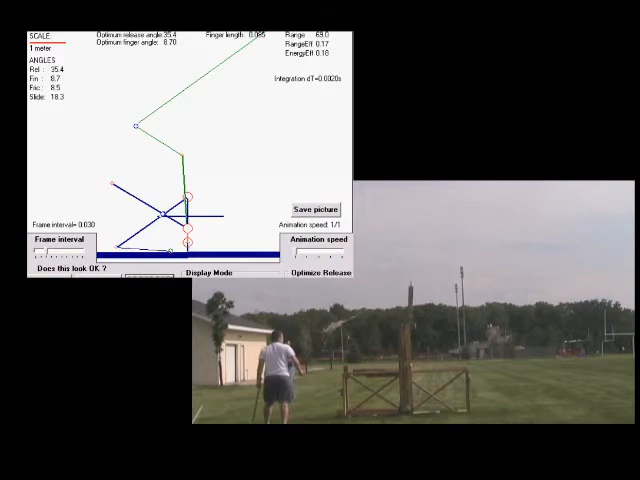 SCALE:
1 meter
ANGLES
Rel : 35.4
Fin : 8.7
Fric : 8.5
Slide: 18.3
Optimum release angle:35.4
Optimum finger angle: 8.70
Finger length: 0.085
Range 69.0
RangeEff 0.17
EnergyEff 0.18
Integration dT=0.0020s
Save picture
Frame interval= 0.030
Animation speed: 1/1
Frame interval
Animation speed
Does this look OK ?
Display Mode
Optimize Release